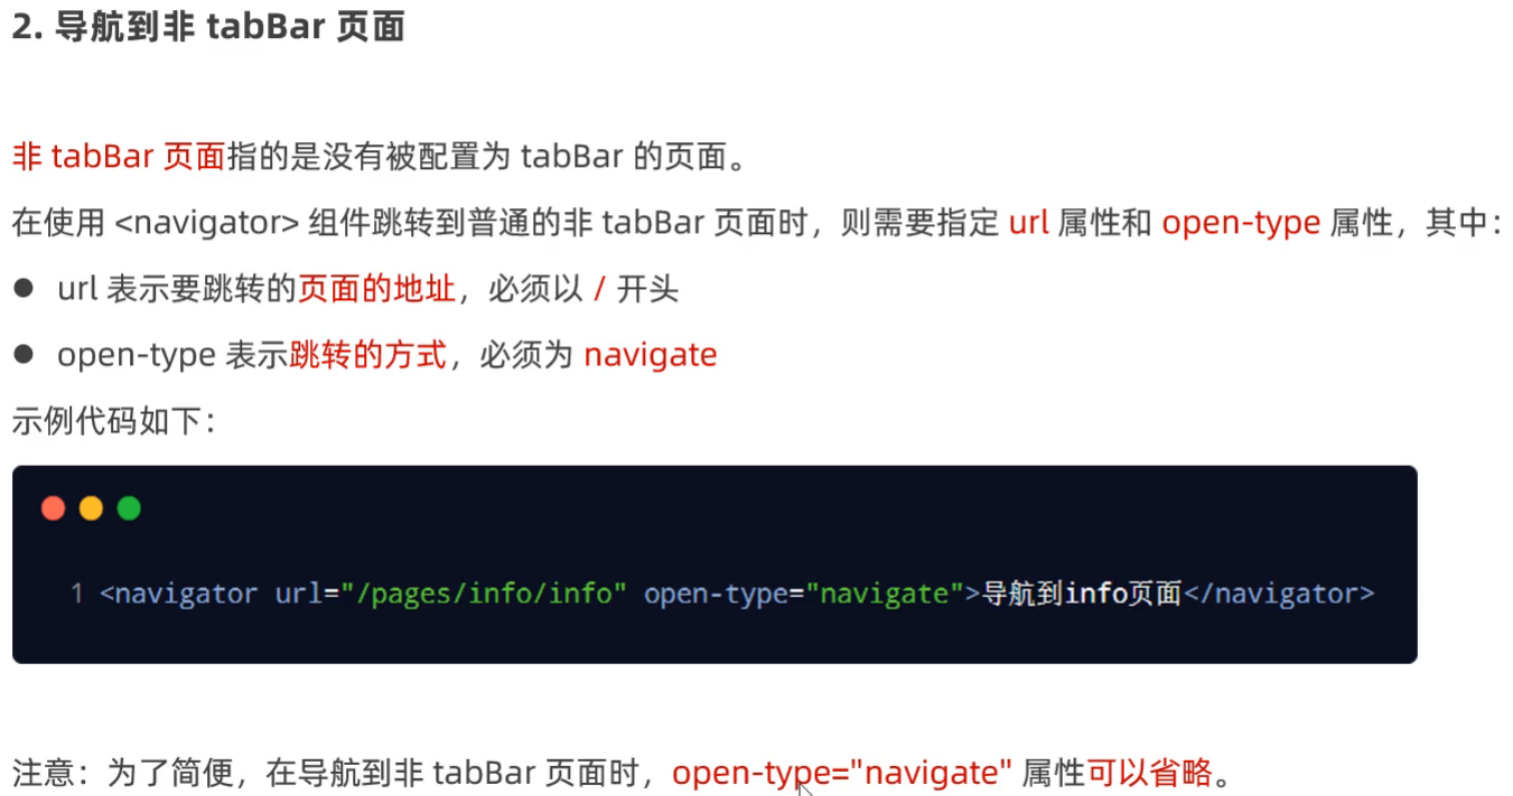 2. 导航到非 tabBar 页面
非 tabBar 页面指的是没有被配置为 tabBar 的页面。
在使用 <navigator> 组件跳转到普通的非 tabBar 页面时，则需要指定 url 属性和 open-type 属性，其中：
● url 表示要跳转的页面的地址，必须以 / 开头
● open-type 表示跳转的方式，必须为 navigate
示例代码如下：
1 <navigator url="/pages/info/info" open-type="navigate">导航到info页面</navigator>
注意：为了简便，在导航到非 tabBar 页面时，open-type="navigate" 属性可以省略。